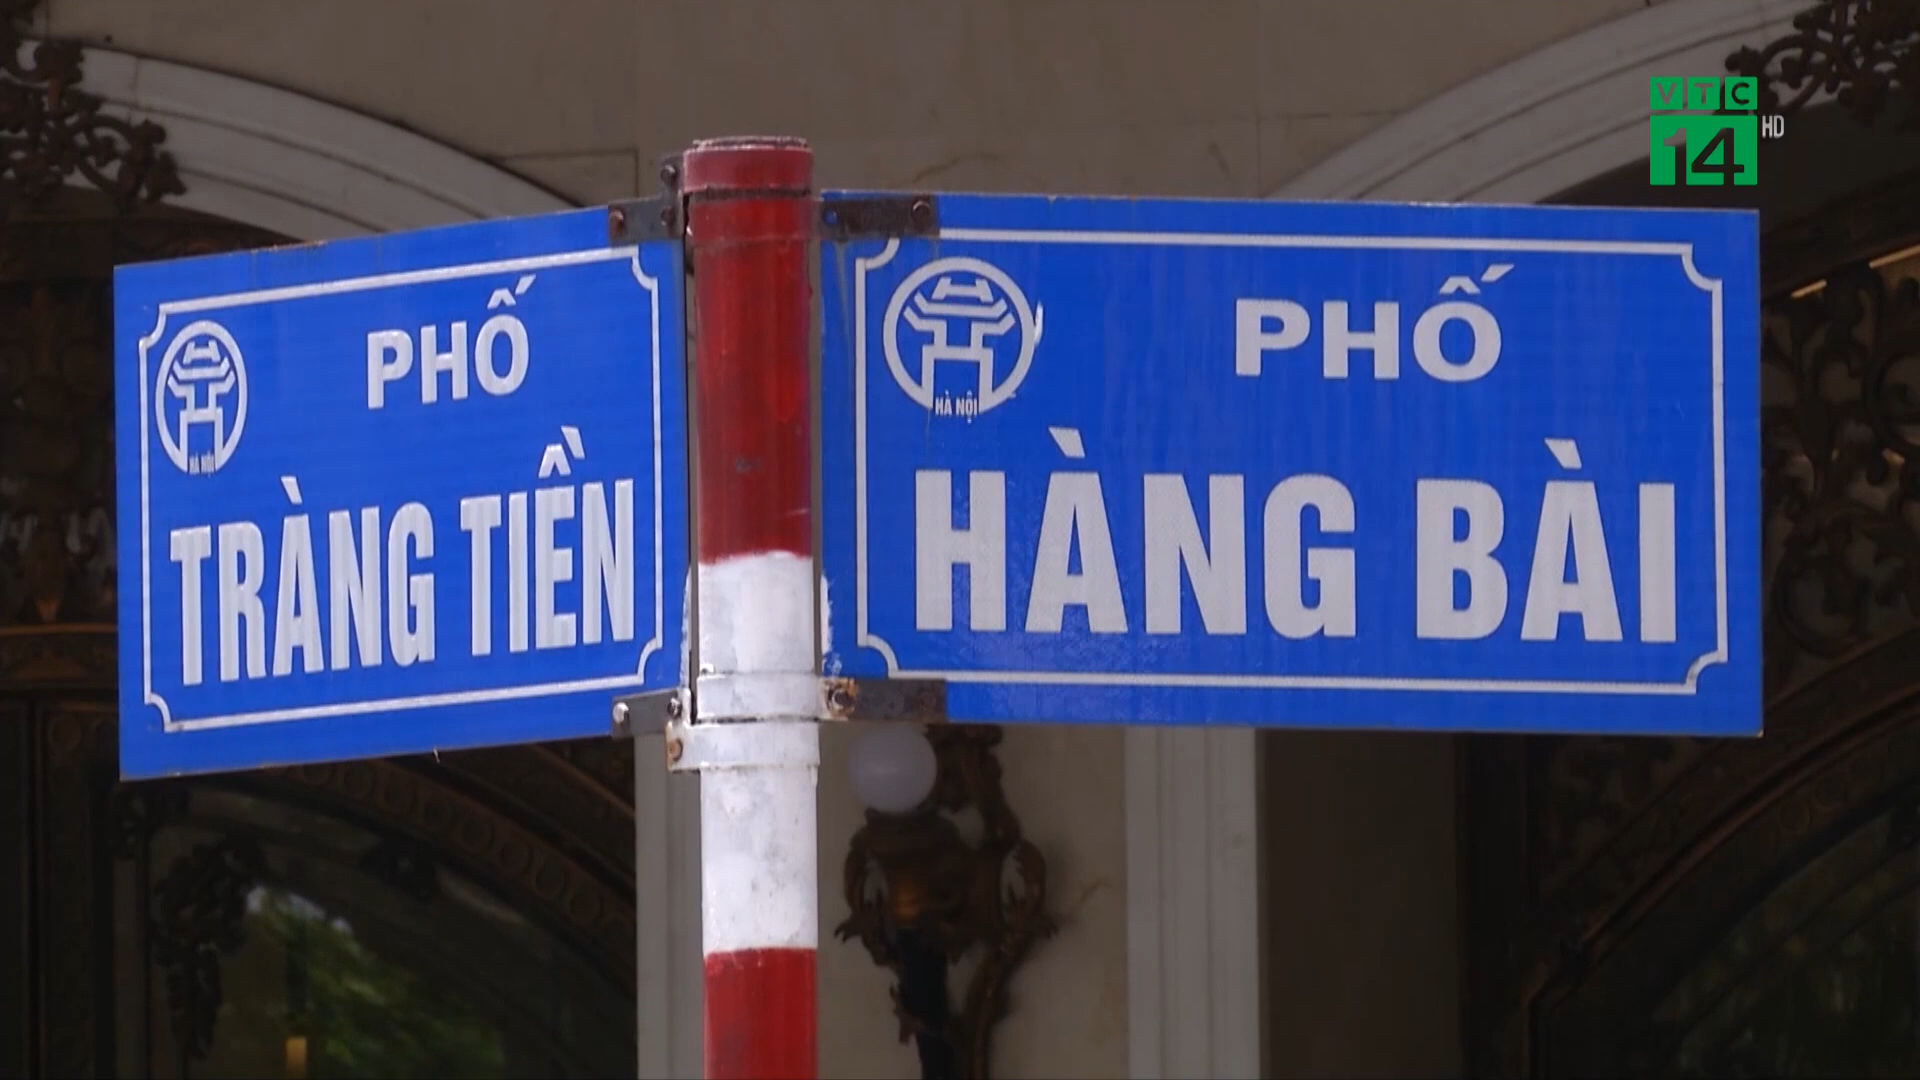 VTC
14 HD
PHỐ
TRÀNG TIỀN
HÀ NỘI
PHỐ
HÀNG BÀI
HÀ NỘI